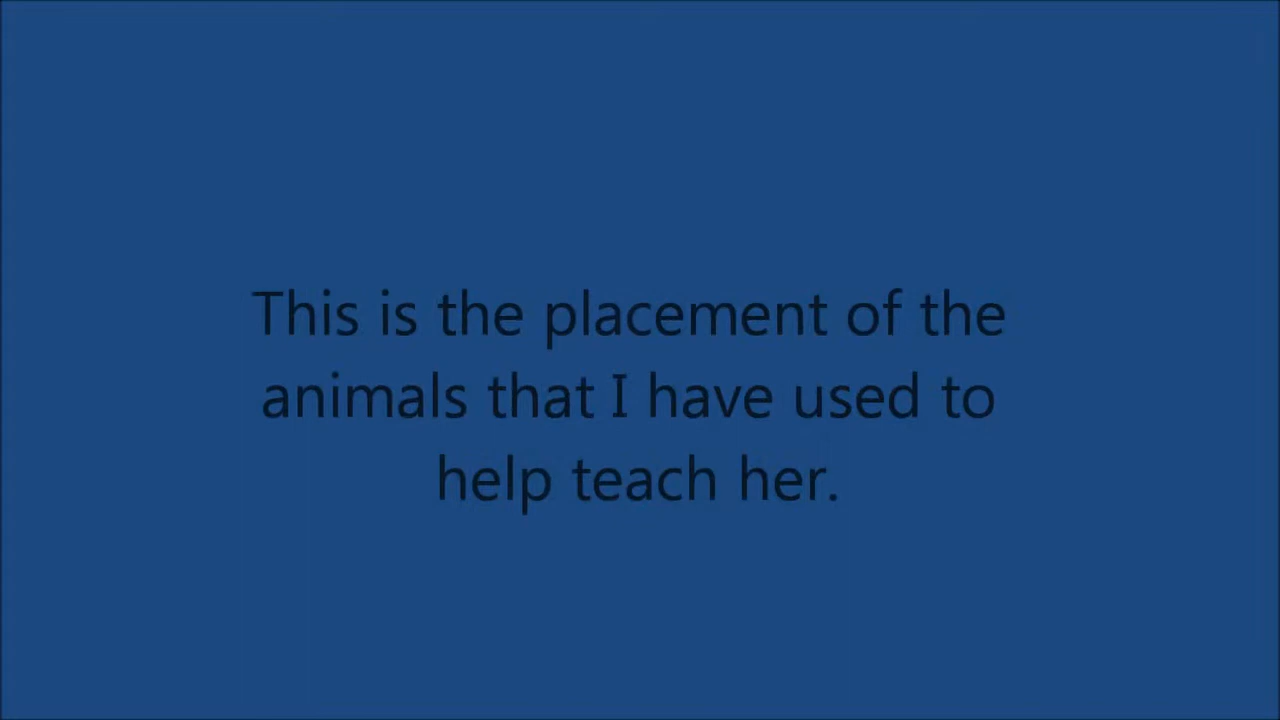 This is the placement of the
animals that I have used to
help teach her.